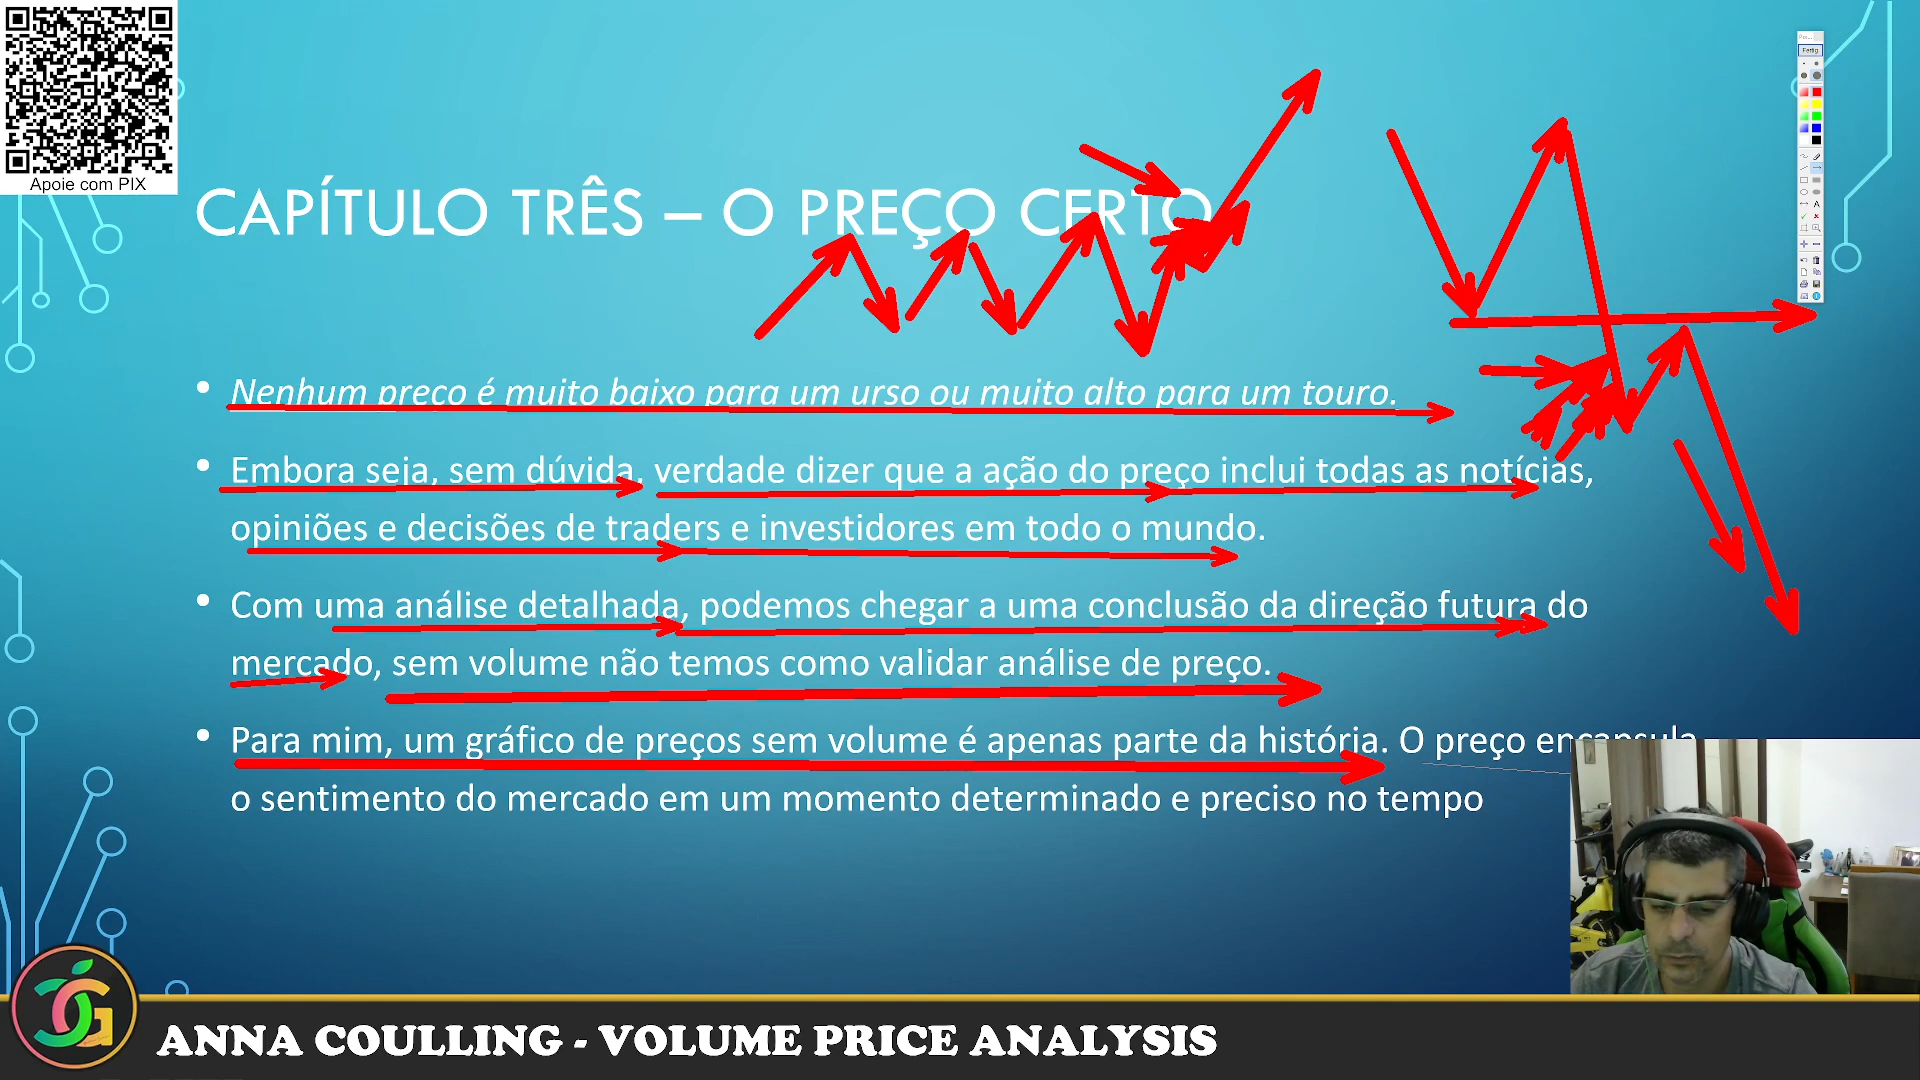 Apoie com PIX
Fertig
CAPÍTULO TRÊS – O PREÇO CERTO
• Nenhum preço é muito baixo para um urso ou muito alto para um touro.
• Embora seja, sem dúvida, verdade dizer que a ação do preço inclui todas as notícias,
opiniões e decisões de traders e investidores em todo o mundo.
• Com uma análise detalhada, podemos chegar a uma conclusão da direção futura do
mercado, sem volume não temos como validar análise de preço.
• Para mim, um gráfico de preços sem volume é apenas parte da história. O preço encapsula
o sentimento do mercado em um momento determinado e preciso no tempo
ANNA COULLING - VOLUME PRICE ANALYSIS